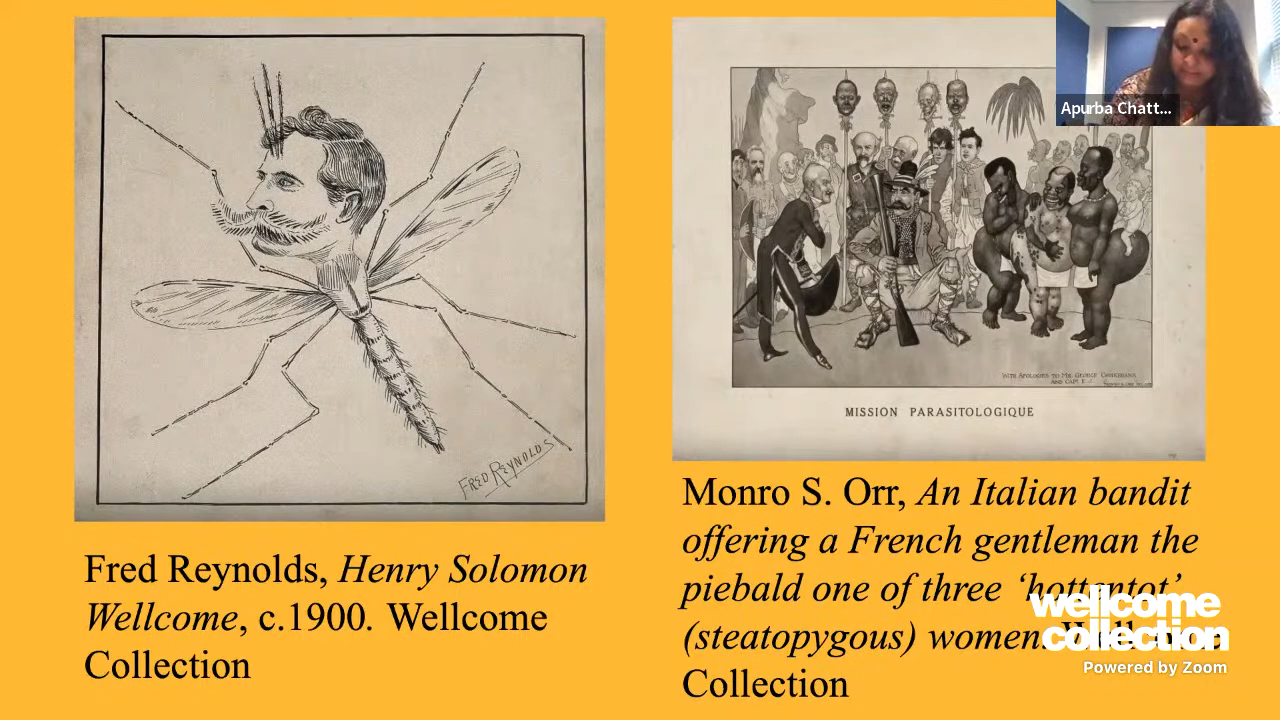 Apurba Chatt...
FRED REYNOLDS
WITH APOLOGIES TO MR. GEORGE
AND CAPT
MISSION PARASITOLOGIQUE
Fred Reynolds, Henry Solomon
Wellcome, c.1900. Wellcome
Collection
Monro S. Orr, An Italian bandit
offering a French gentleman the
piebald one of three ‘hottentot’
(steatopygous) women.
Collection
wellcome
collection
Powered by Zoom